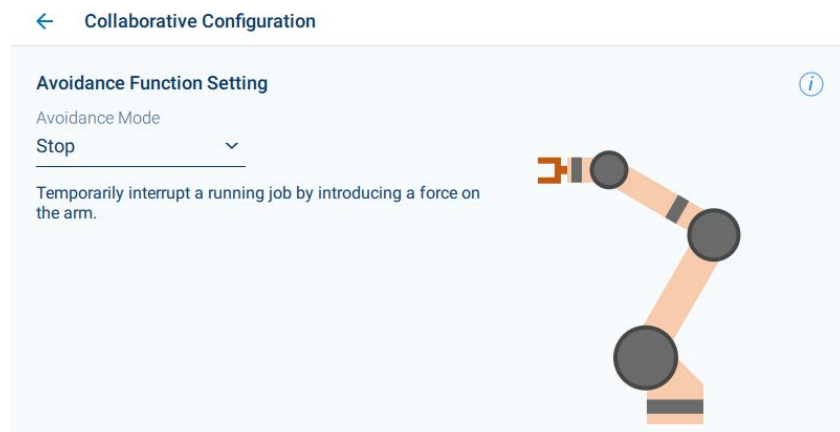 Collaborative Configuration
Avoidance Function Setting
Avoidance Mode
Stop
Temporarily interrupt a running job by introducing a force on
the arm.